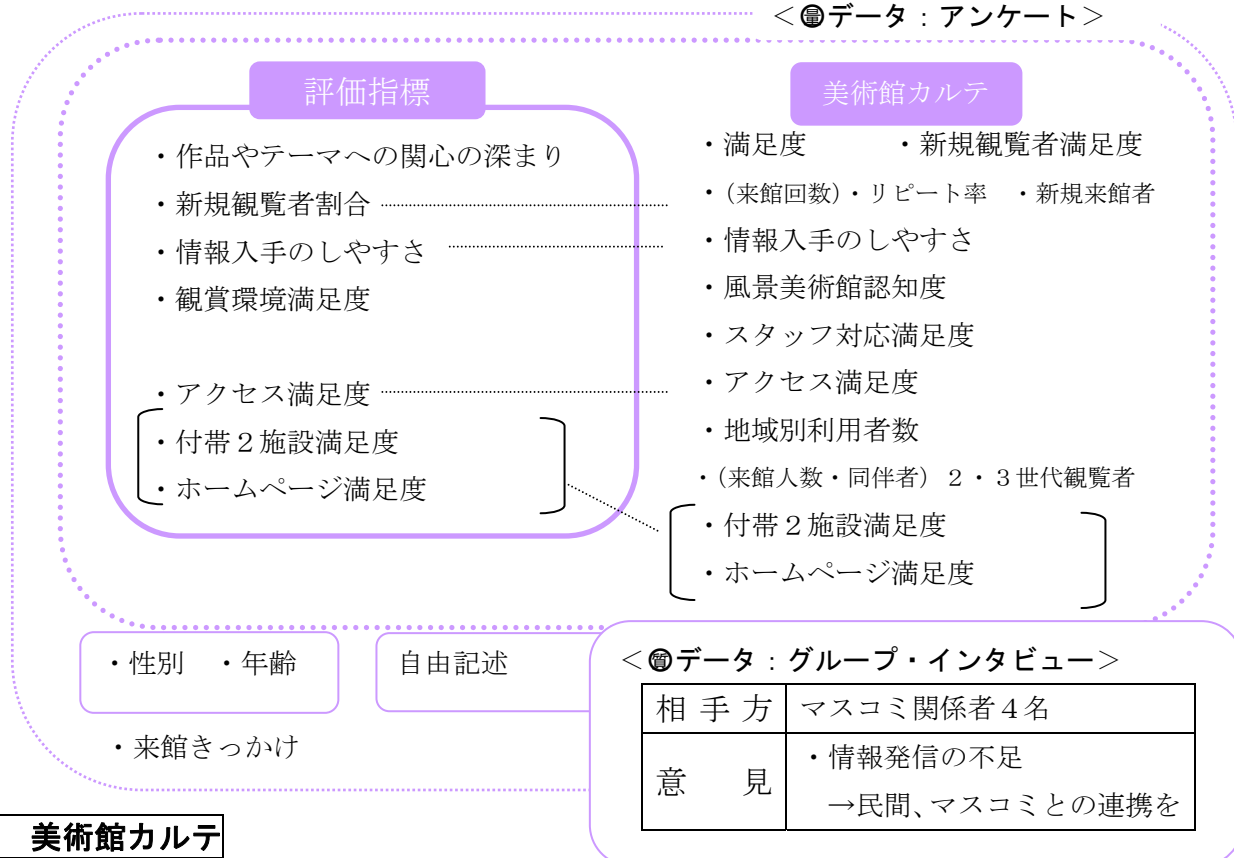 ＜量データ：アンケート＞
評価指標
・作品やテーマへの関心の深まり
・新規観覧者割合
・情報入手のしやすさ
・観賞環境満足度
・アクセス満足度
・付帯２施設満足度
・ホームページ満足度
美術館カルテ
・満足度　・新規観覧者満足度
・（来館回数）・リピート率　・新規来館者
・情報入手のしやすさ
・風景美術館認知度
・スタッフ対応満足度
・アクセス満足度
・地域別利用者数
・（来館人数・同伴者）２・３世代観覧者
・付帯２施設満足度
・ホームページ満足度
・性別　・年齢
自由記述
・来館きっかけ
＜質データ：グループ・インタビュー＞
相手方　マスコミ関係者４名
意見　・情報発信の不足
→民間、マスコミとの連携を
美術館カルテ